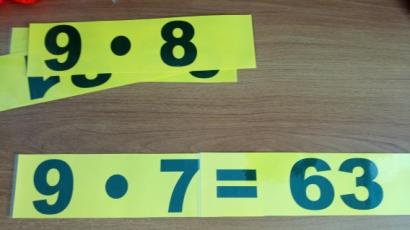 9 • 8
9 • 7 = 63